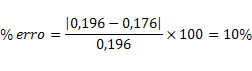 % erro = |0,196 − 0,176| / 0,196 × 100 = 10%